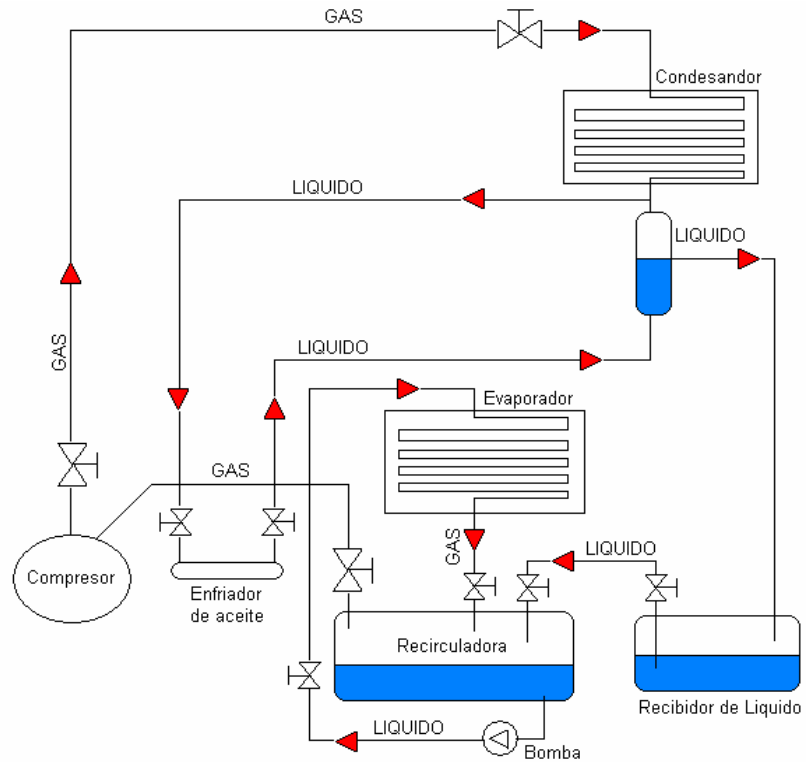 GAS
Condesandor
LIQUIDO
LIQUIDO
GAS
LIQUIDO
Evaporador
GAS
GAS
LIQUIDO
Compresor
Enfriador
de aceite
Recirculadora
Recibidor de Liquido
LIQUIDO
Bomba